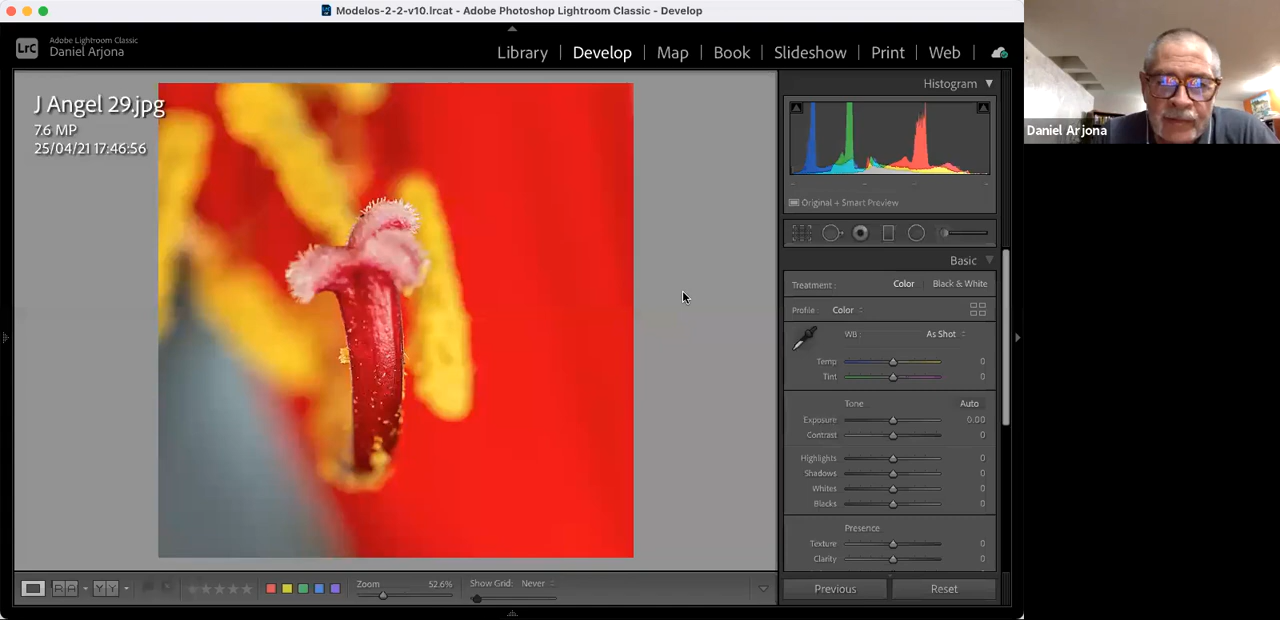 Modelos-2-2-v10.lrcat - Adobe Photoshop Lightroom Classic - Develop
LrC
Adobe Lightroom Classic
Daniel Arjona
Library | Develop | Map | Book | Slideshow | Print | Web
J Angel 29.jpg
7.6 MP
25/04/21 17:46:56
Histogram
Original + Smart Preview
Basic
Treatment : Color | Black & White
Profile : Color
WB : As Shot
Temp 0
Tint 0
Tone Auto
Exposure 0.00
Contrast 0
Highlights 0
Shadows 0
Whites 0
Blacks 0
Presence
Texture 0
Clarity 0
R A Y Y Zoom 52.6% Show Grid: Never
Previous Reset
Daniel Arjona